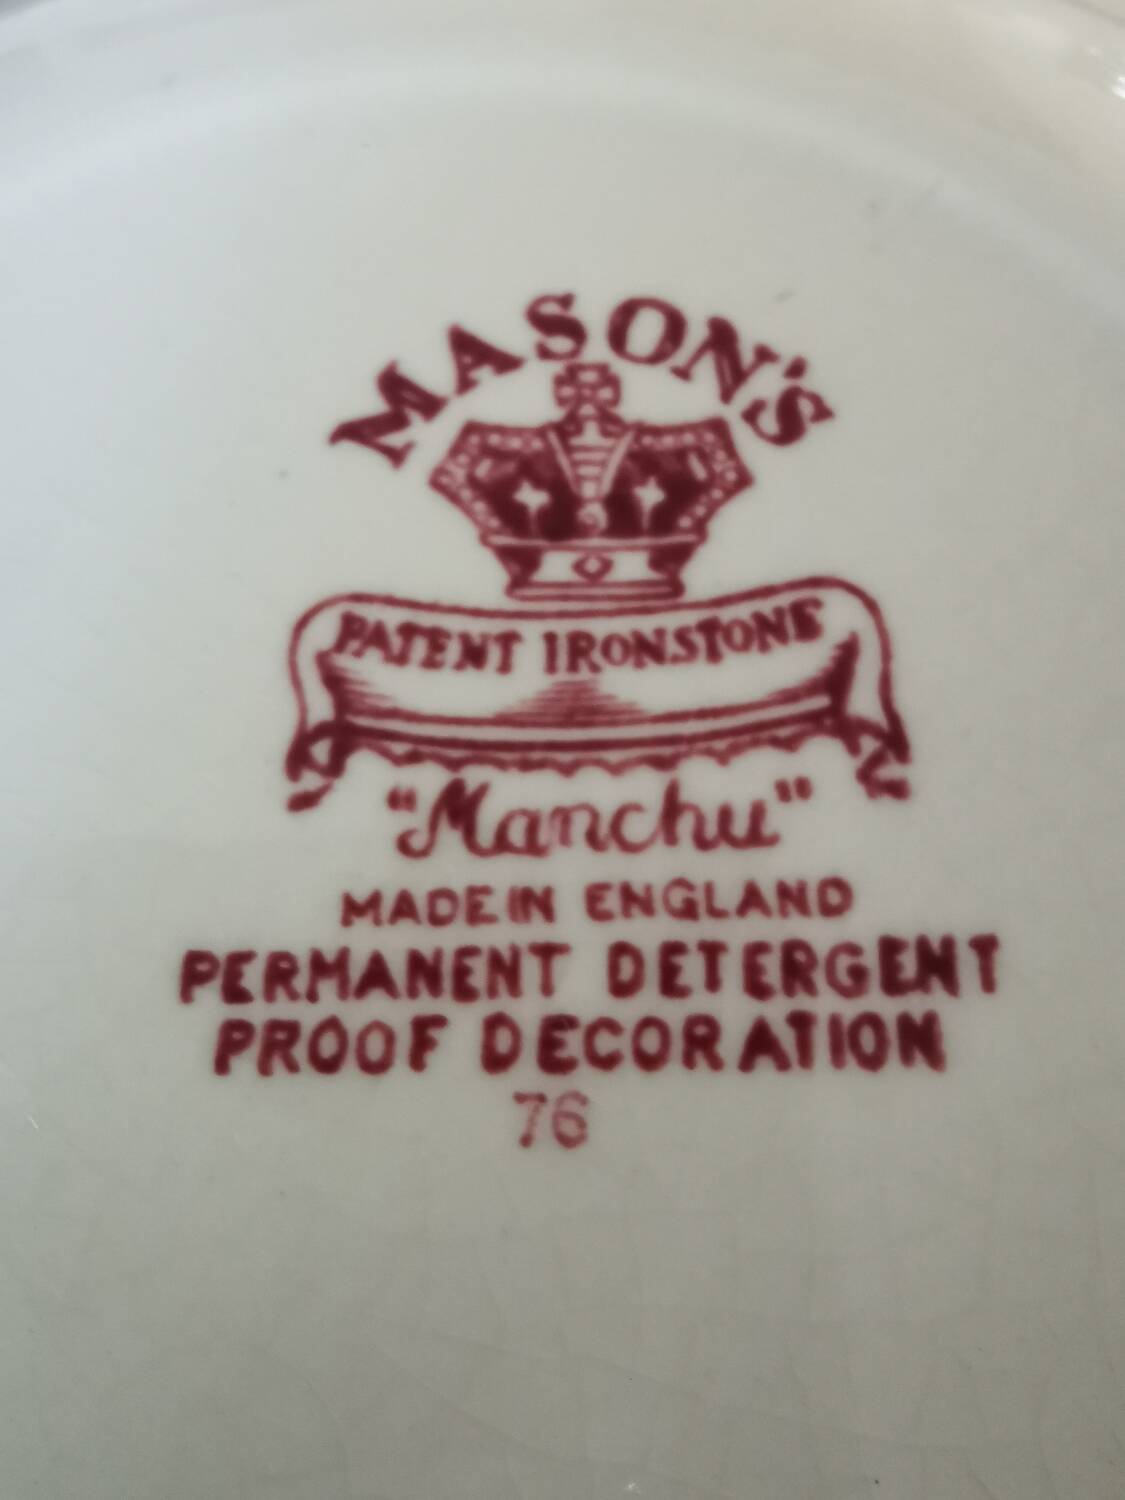 MASON'S
PATENT IRONSTONE
"Manchu"
MADE IN ENGLAND
PERMANENT DETERGENT
PROOF DECORATION
76